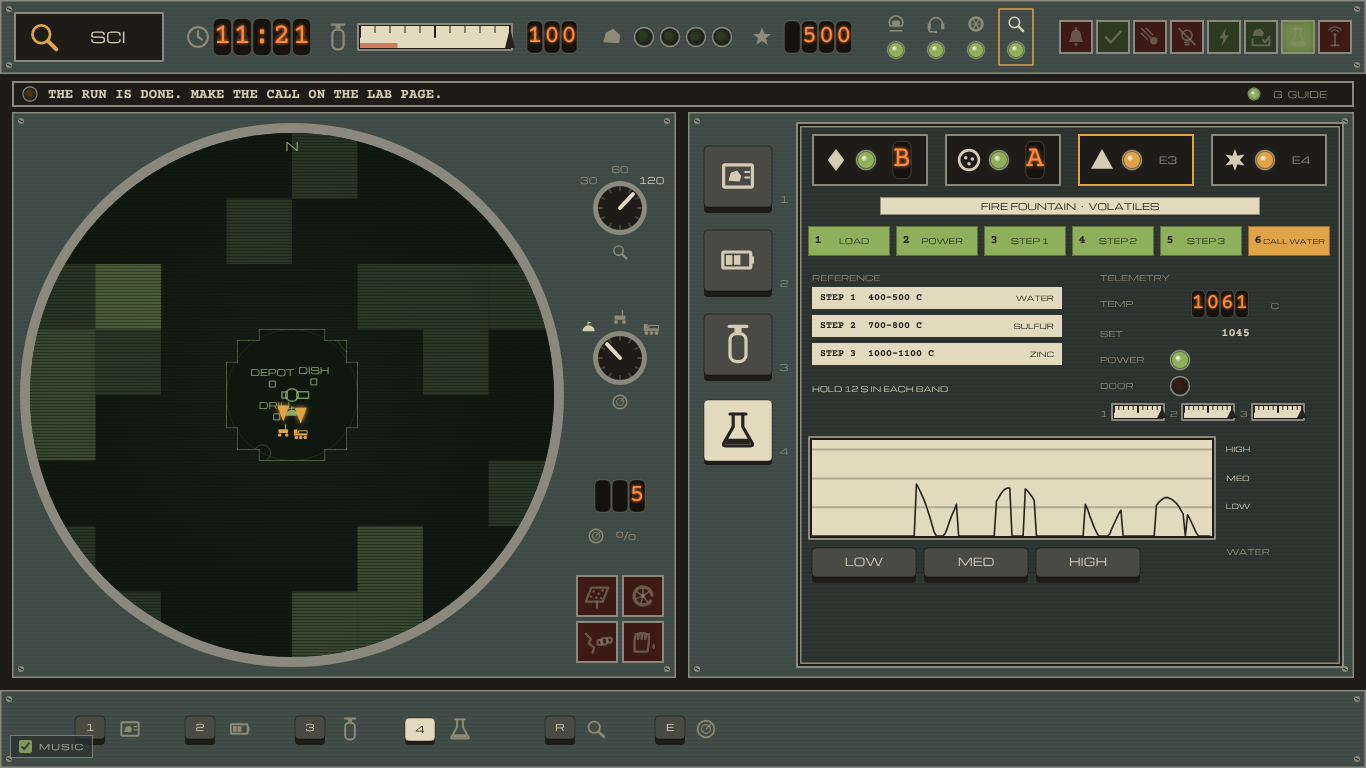 SCI
11:21
100
500
THE RUN IS DONE. MAKE THE CALL ON THE LAB PAGE.
G GUIDE
N
60
30
120
DEPOT
DISH
5
%
1
2
3
4
B
A
E3
E4
FIRE FOUNTAIN · VOLATILES
1 LOAD
2 POWER
3 STEP 1
4 STEP 2
5 STEP 3
6 CALL WATER
REFERENCE
STEP 1 400-500 C WATER
STEP 2 700-800 C SULFUR
STEP 3 1000-1100 C ZINC
HOLD 12 S IN EACH BAND
TELEMETRY
TEMP 1061 C
SET 1045
POWER
DOOR
1 2 3
HIGH
MED
LOW
WATER
LOW MED HIGH
1 2 3 4 R E
MUSIC